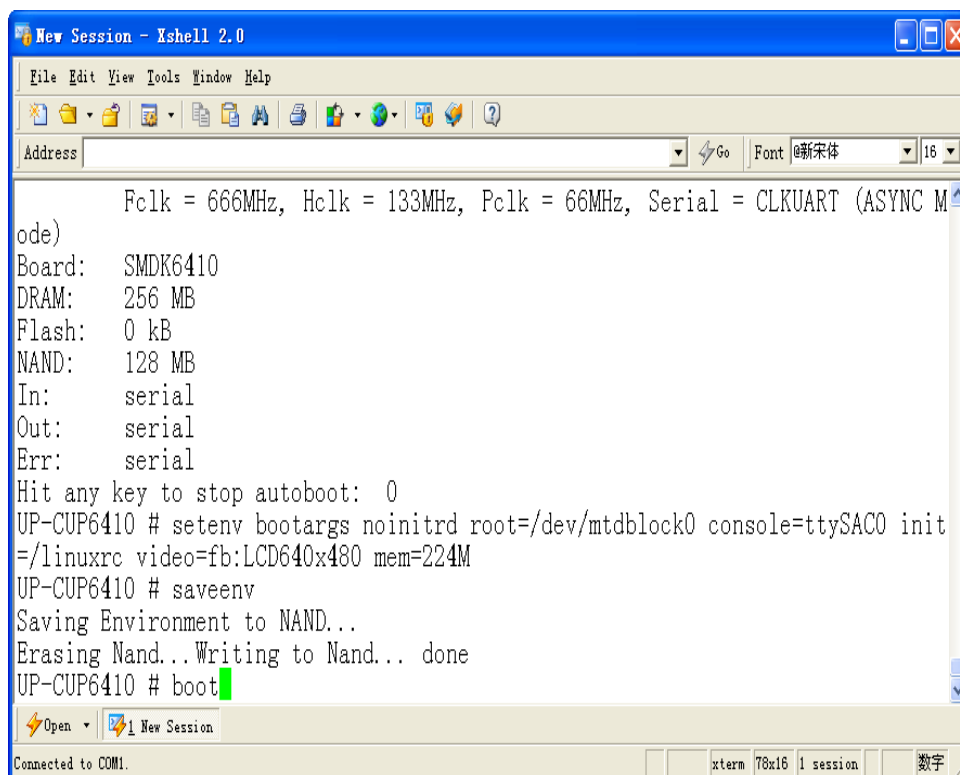 New Session - Xshell 2.0
File Edit View Tools Window Help
Address
Go
Font @新宋体 16
Fclk = 666MHz, Hclk = 133MHz, Pclk = 66MHz, Serial = CLKUART (ASYNC M
ode)
Board: SMDK6410
DRAM: 256 MB
Flash: 0 kB
NAND: 128 MB
In: serial
Out: serial
Err: serial
Hit any key to stop autoboot: 0
UP-CUP6410 # setenv bootargs noinitrd root=/dev/mtdblock0 console=ttySAC0 init
=/linuxrc video=fb:LCD640x480 mem=224M
UP-CUP6410 # saveenv
Saving Environment to NAND...
Erasing Nand...Writing to Nand... done
UP-CUP6410 # boot
Open 1 New Session
Connected to COM1. xterm 78x16 1 session 数字